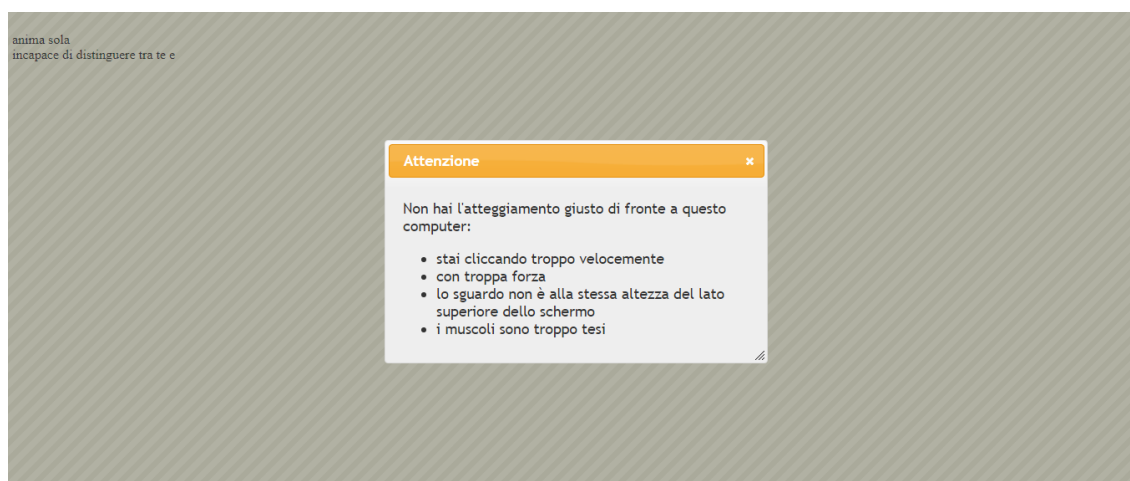 anima sola
incapace di distinguere tra te e
Attenzione
Non hai l'atteggiamento giusto di fronte a questo
computer:
• stai cliccando troppo velocemente
• con troppa forza
• lo sguardo non è alla stessa altezza del lato
superiore dello schermo
• i muscoli sono troppo tesi